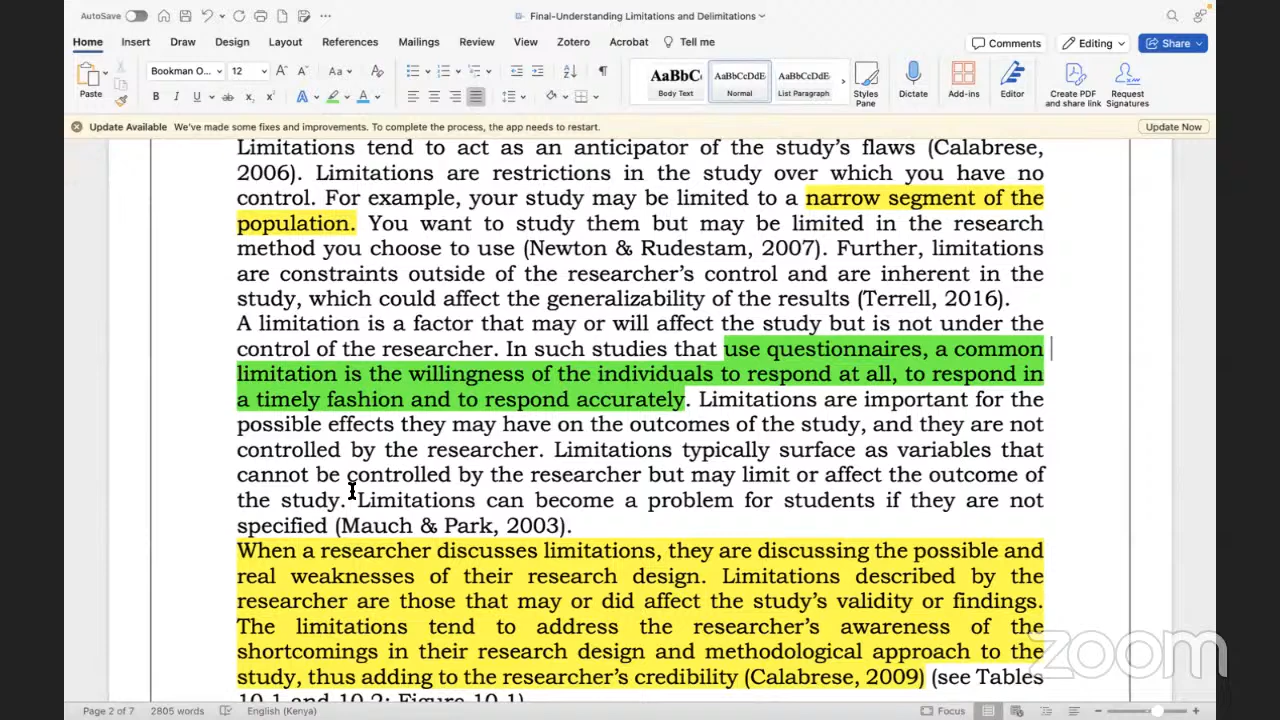 AutoSave
Final-Understanding Limitations and Delimitations
Home Insert Draw Design Layout References Mailings Review View Zotero Acrobat Tell me
Comments Editing Share
Paste
Bookman O... 12
AaBbC AaBbCcDdE AaBbCcDdE
Body Text Normal List Paragraph
Styles Pane
Dictate
Add-ins
Editor
Create PDF and share link
Request Signatures
Update Available We've made some fixes and improvements. To complete the process, the app needs to restart. Update Now
Limitations tend to act as an anticipator of the study's flaws (Calabrese,
2006). Limitations are restrictions in the study over which you have no
control. For example, your study may be limited to a narrow segment of the
population. You want to study them but may be limited in the research
method you choose to use (Newton & Rudestam, 2007). Further, limitations
are constraints outside of the researcher's control and are inherent in the
study, which could affect the generalizability of the results (Terrell, 2016).
A limitation is a factor that may or will affect the study but is not under the
control of the researcher. In such studies that use questionnaires, a common
limitation is the willingness of the individuals to respond at all, to respond in
a timely fashion and to respond accurately. Limitations are important for the
possible effects they may have on the outcomes of the study, and they are not
controlled by the researcher. Limitations typically surface as variables that
cannot be controlled by the researcher but may limit or affect the outcome of
the study. Limitations can become a problem for students if they are not
specified (Mauch & Park, 2003).
When a researcher discusses limitations, they are discussing the possible and
real weaknesses of their research design. Limitations described by the
researcher are those that may or did affect the study's validity or findings.
The limitations tend to address the researcher's awareness of the
shortcomings in their research design and methodological approach to the
study, thus adding to the researcher's credibility (Calabrese, 2009) (see Tables
10.1 and 10.2; Figure 10.1)
zoom
Page 2 of 7 2805 words English (Kenya) Focus